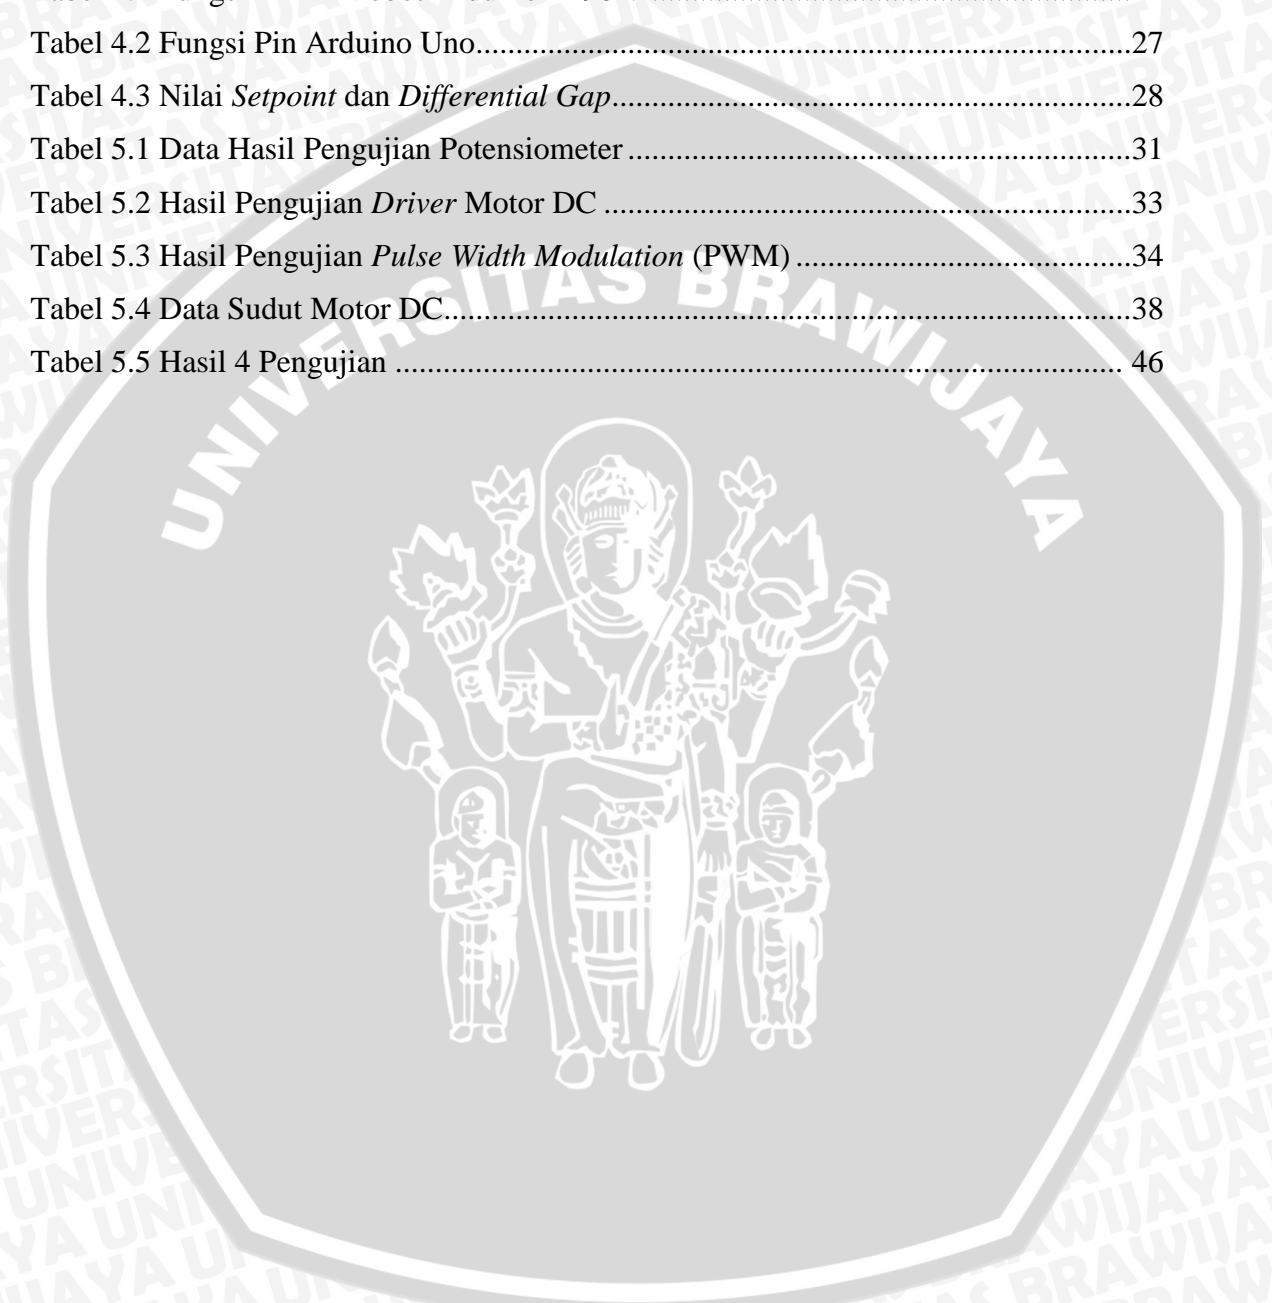 Tabel 4.2 Fungsi Pin Arduino Uno..................................................................................27
Tabel 4.3 Nilai Setpoint dan Differential Gap.................................................................28
Tabel 5.1 Data Hasil Pengujian Potensiometer...............................................................31
Tabel 5.2 Hasil Pengujian Driver Motor DC..................................................................33
Tabel 5.3 Hasil Pengujian Pulse Width Modulation (PWM)..........................................34
Tabel 5.4 Data Sudut Motor DC......................................................................................38
Tabel 5.5 Hasil 4 Pengujian ........................................................................................... 46
UNIVERSITAS BRAWIJAYA